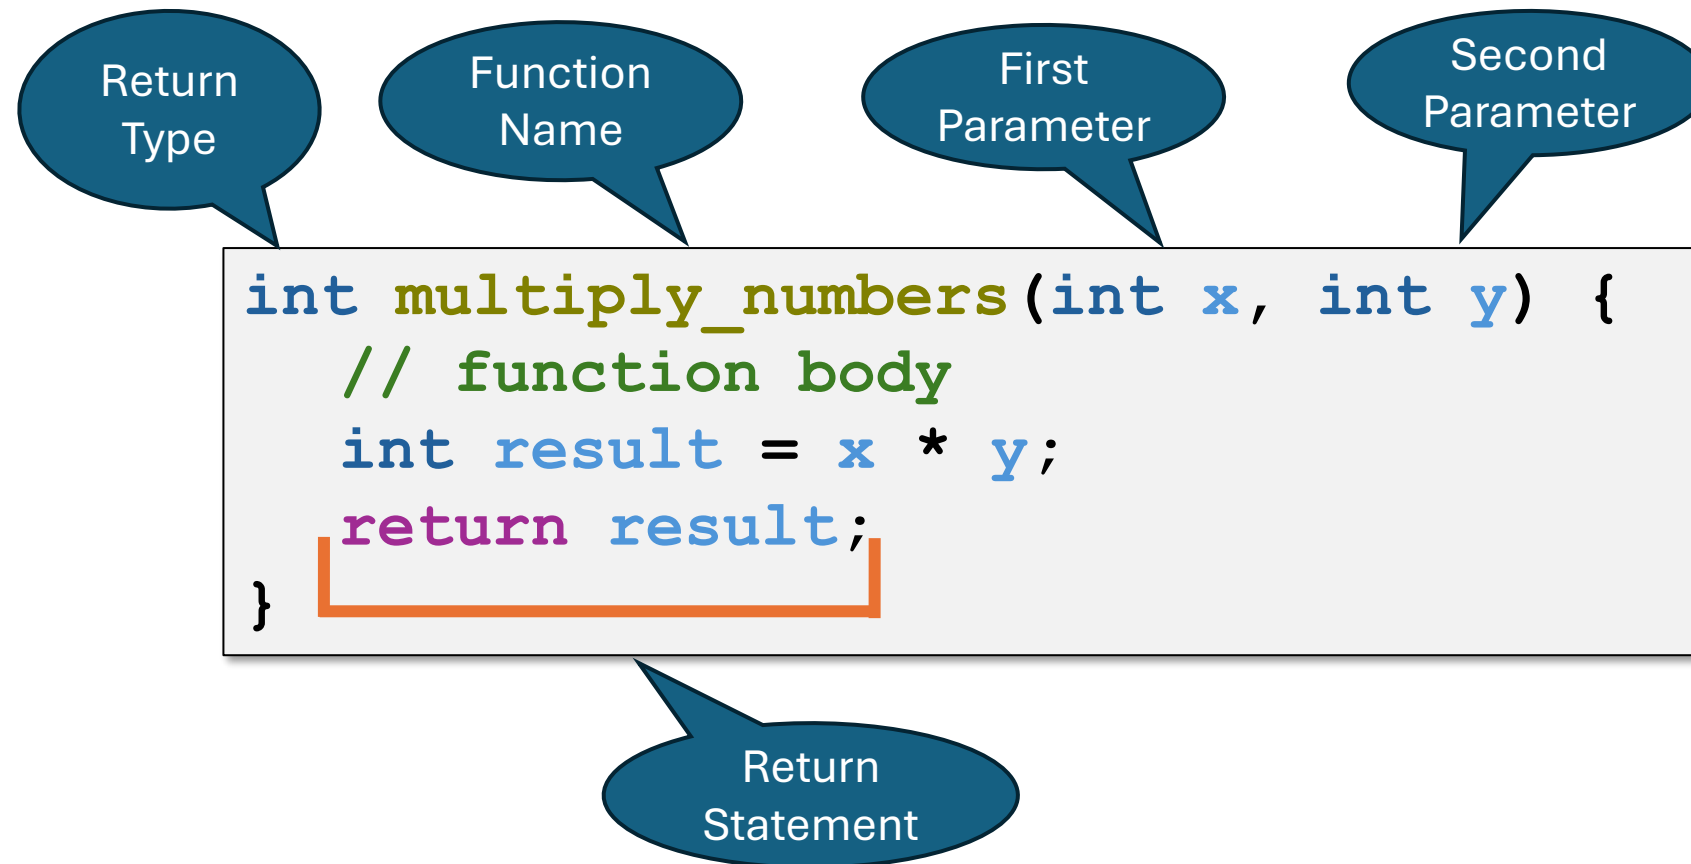 Return
Type
Function
Name
First
Parameter
Second
Parameter
int multiply_numbers(int x, int y) {
// function body
int result = x * y;
return result;
}
Return
Statement